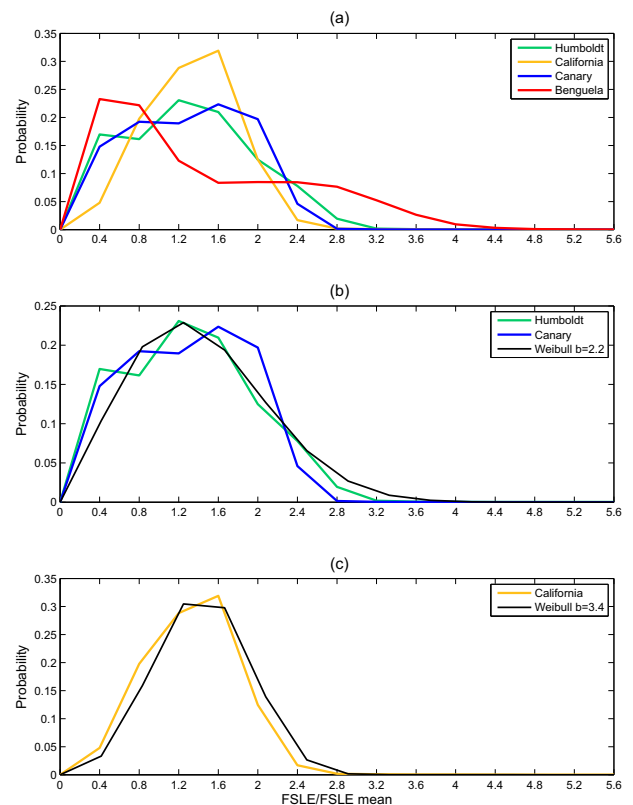 (a)
0.35
0.3
0.25
0.2
0.15
0.1
0.05
0
Probability
Humboldt
California
Canary
Benguela
0 0.4 0.8 1.2 1.6 2 2.4 2.8 3.2 3.6 4 4.4 4.8 5.2 5.6
(b)
0.25
0.2
0.15
0.1
0.05
0
Probability
Humboldt
Canary
Weibull b=2.2
0 0.4 0.8 1.2 1.6 2 2.4 2.8 3.2 3.6 4 4.4 4.8 5.2 5.6
(c)
0.35
0.3
0.25
0.2
0.15
0.1
0.05
0
Probability
California
Weibull b=3.4
0 0.4 0.8 1.2 1.6 2 2.4 2.8 3.2 3.6 4 4.4 4.8 5.2 5.6
FSLE/FSLE mean